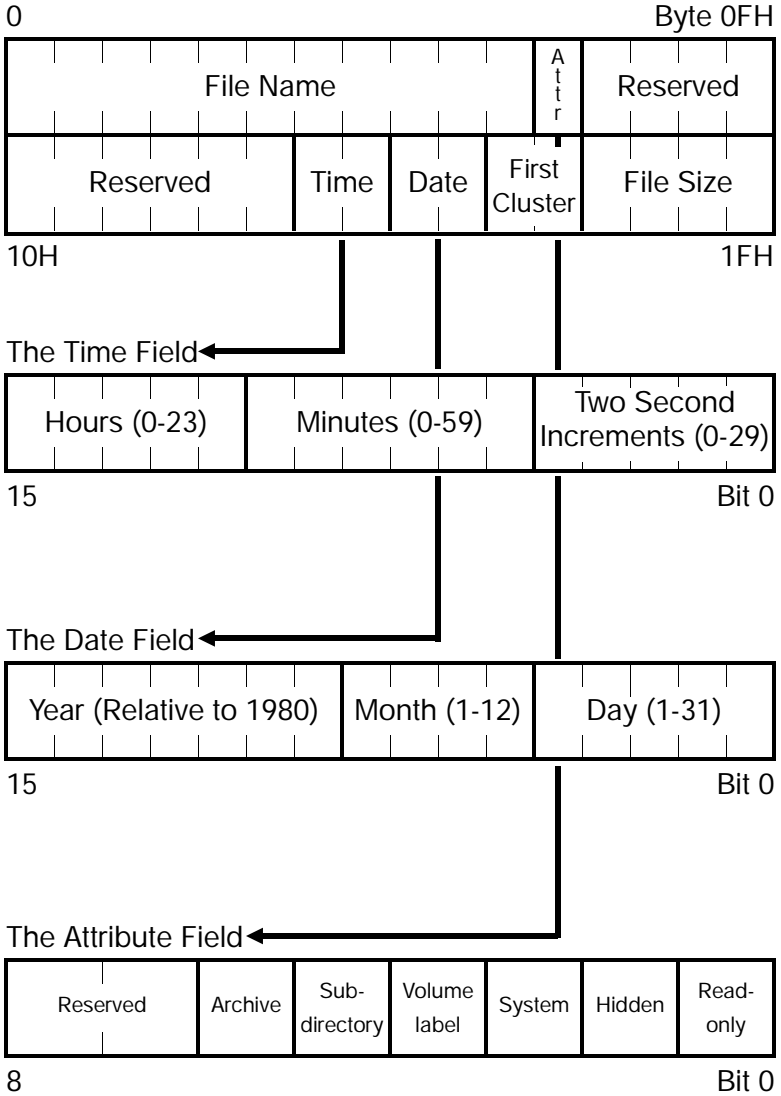 0 Byte 0FH
File Name
Attr
Reserved
Reserved
Time
Date
First
Cluster
File Size
10H 1FH
The Time Field
Hours (0-23)
Minutes (0-59)
Two Second
Increments (0-29)
15 Bit 0
The Date Field
Year (Relative to 1980)
Month (1-12)
Day (1-31)
15 Bit 0
The Attribute Field
Reserved
Archive
Sub-
directory
Volume
label
System
Hidden
Read-
only
8 Bit 0